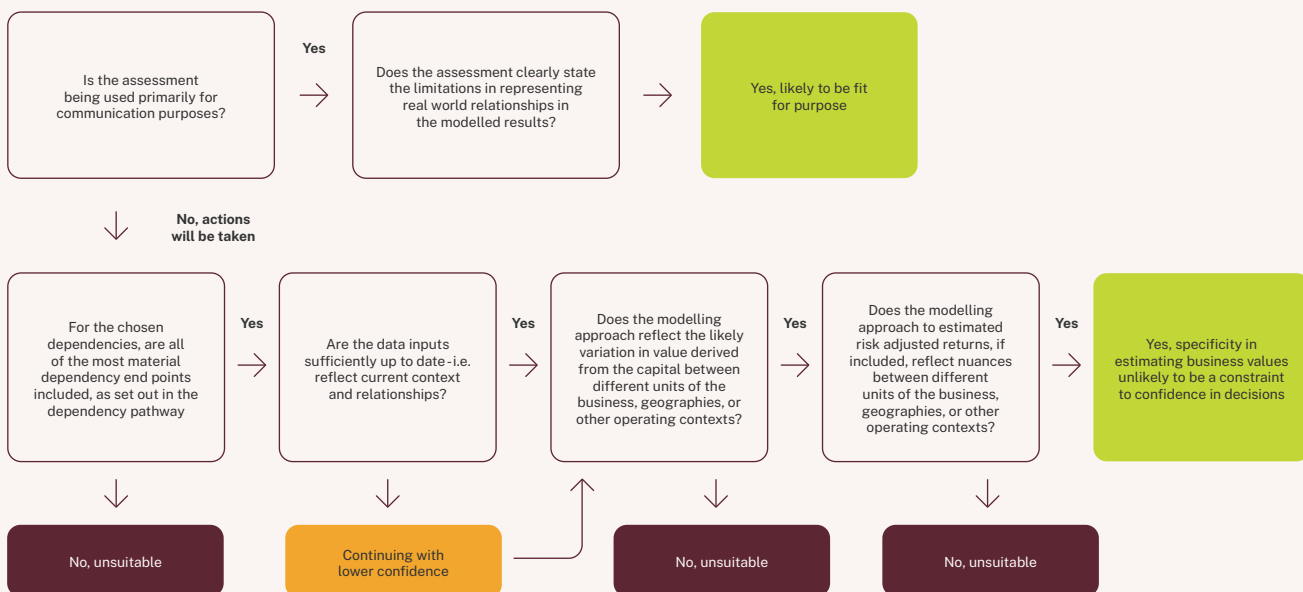 Is the assessment
being used primarily for
communication purposes?
Yes
Does the assessment clearly state
the limitations in representing
real world relationships in
the modelled results?
Yes, likely to be fit
for purpose
No, actions
will be taken
For the chosen
dependencies, are all
of the most material
dependency end points
included, as set out in the
dependency pathway
Yes
Are the data inputs
sufficiently up to date - i.e.
reflect current context
and relationships?
Yes
Does the modelling
approach reflect the likely
variation in value derived
from the capital between
different units of the
business, geographies, or
other operating contexts?
Yes
Does the modelling
approach to estimated
risk adjusted returns, if
included, reflect nuances
between different
units of the business,
geographies, or other
operating contexts?
Yes
Yes, specificity in
estimating business values
unlikely to be a constraint
to confidence in decisions
No, unsuitable
Continuing with
lower confidence
No, unsuitable
No, unsuitable